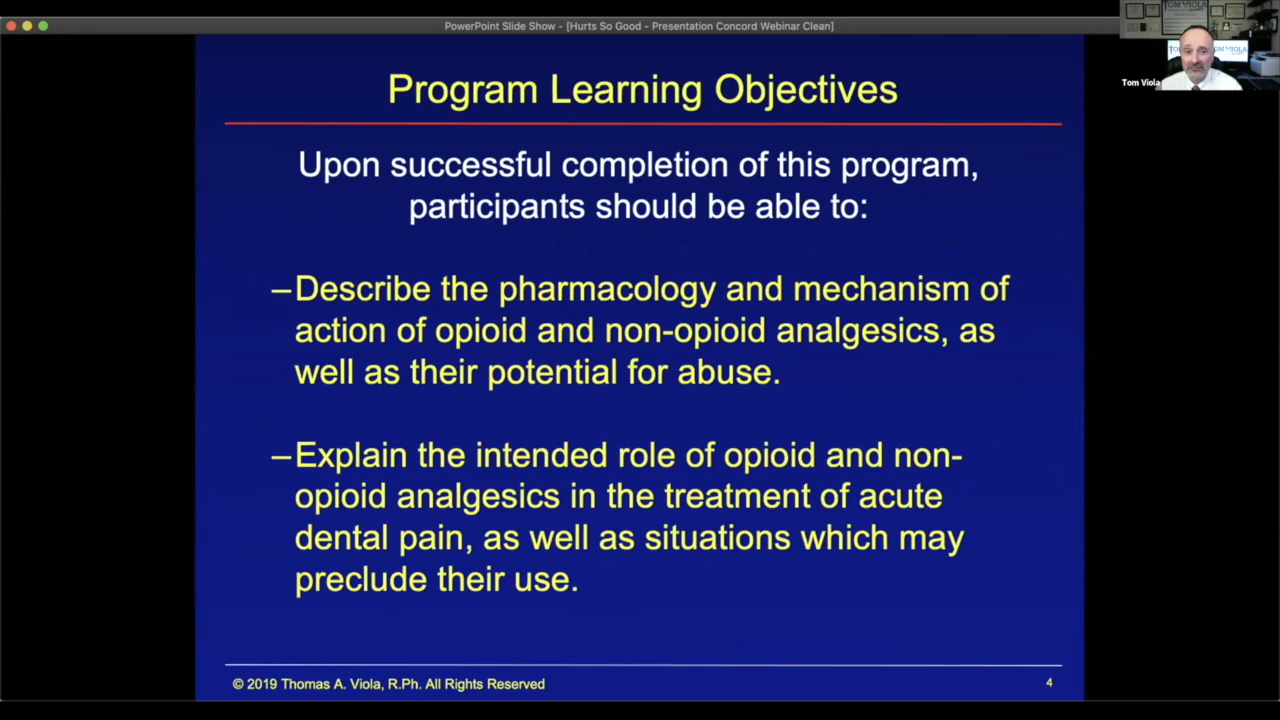 PowerPoint Slide Show - [Hurts So Good - Presentation Concord Webinar Clean]
TOM VIOLA
Tom Viola
Program Learning Objectives
Upon successful completion of this program,
participants should be able to:
–Describe the pharmacology and mechanism of
action of opioid and non-opioid analgesics, as
well as their potential for abuse.
–Explain the intended role of opioid and non-
opioid analgesics in the treatment of acute
dental pain, as well as situations which may
preclude their use.
© 2019 Thomas A. Viola, R.Ph. All Rights Reserved
4